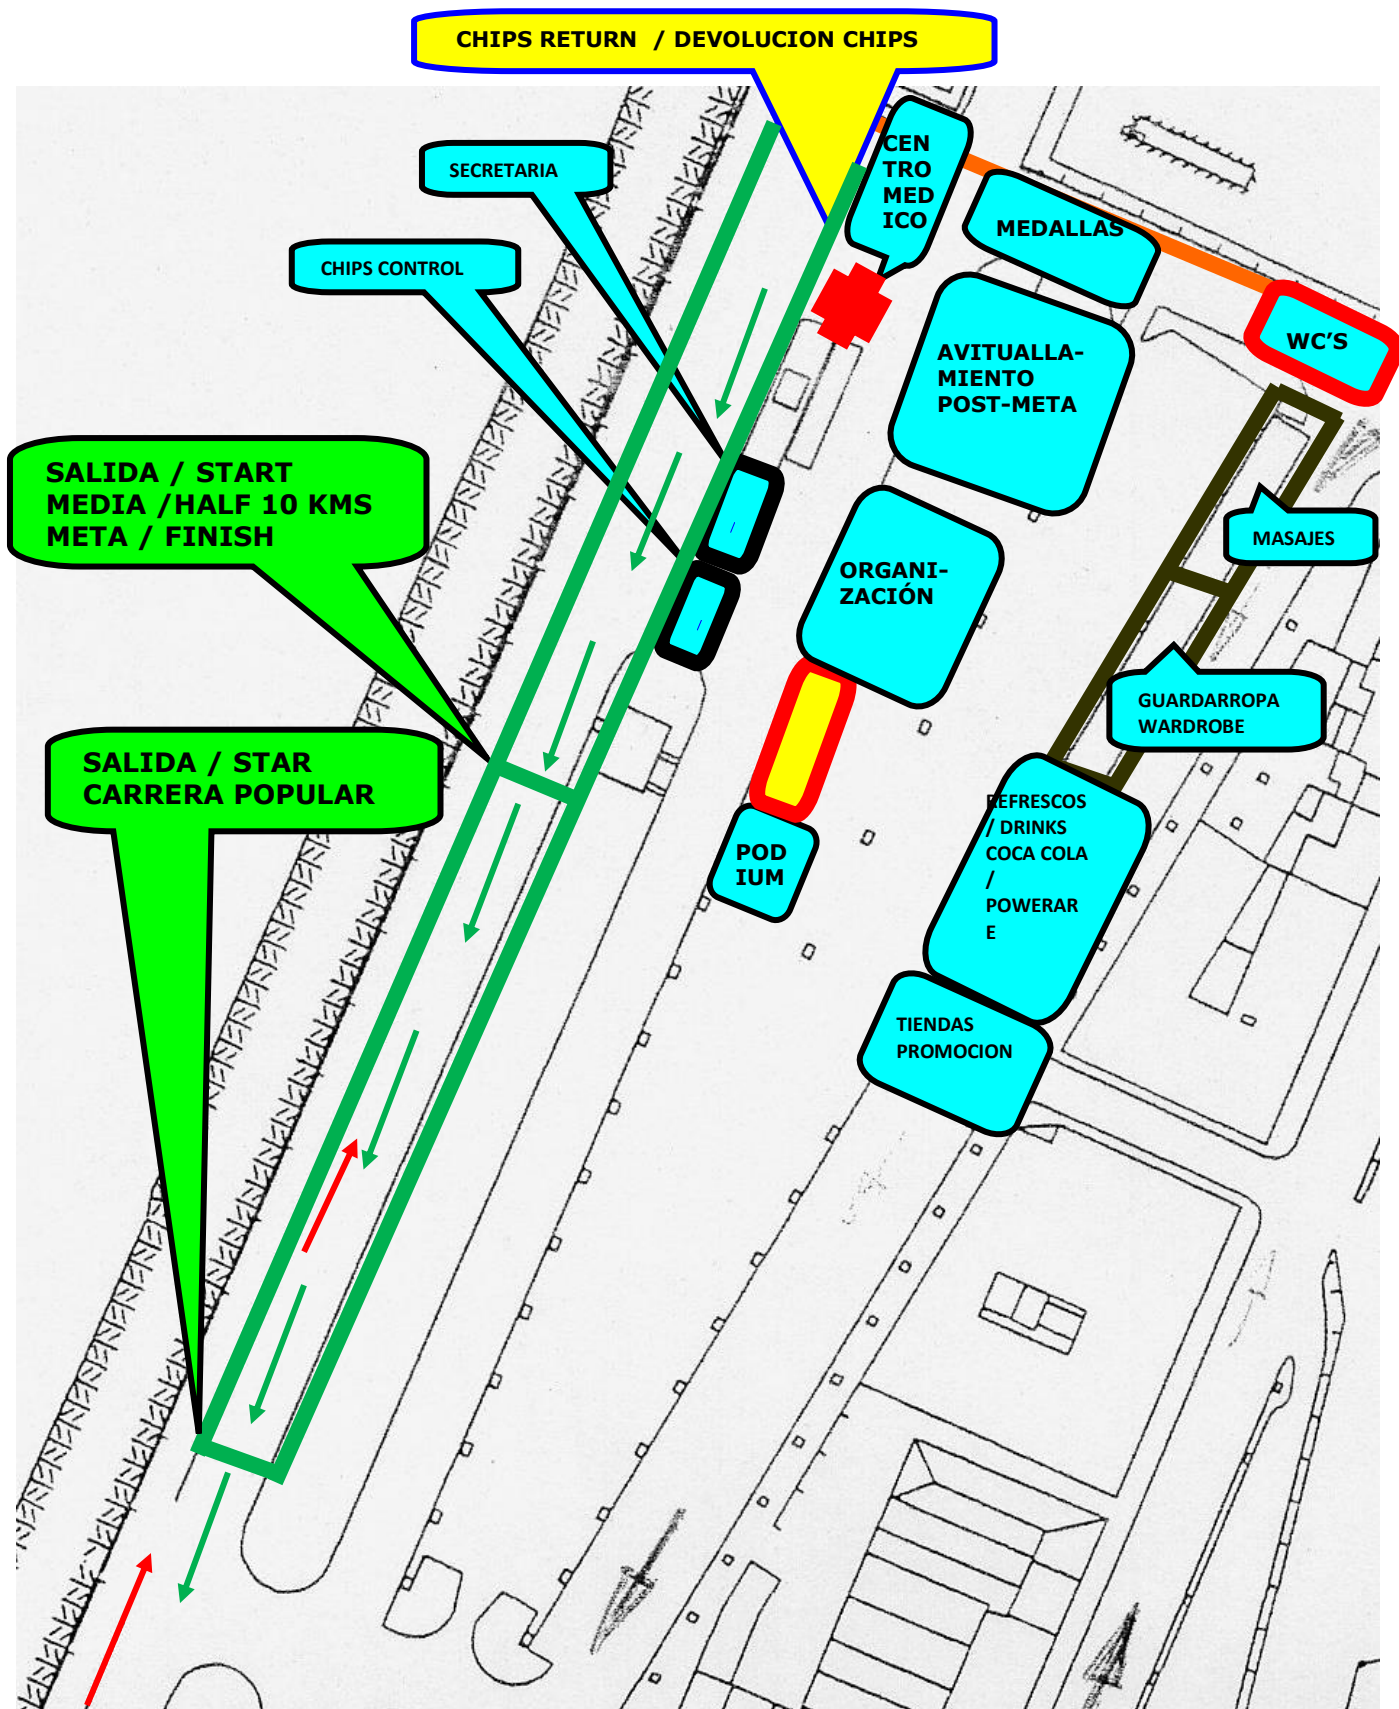 CHIPS RETURN / DEVOLUCION CHIPS
CEN
TRO
MED
ICO
SECRETARIA
MEDALLAS
CHIPS CONTROL
WC'S
AVITUALLA-
MIENTO
POST-META
SALIDA / START
MEDIA /HALF 10 KMS
META / FINISH
MASAJES
ORGANI-
ZACIÓN
GUARDARROPA
WARDROBE
SALIDA / STAR
CARRERA POPULAR
REFRESCOS
/ DRINKS
COCA COLA
/
POWERAR
E
POD
IUM
TIENDAS
PROMOCION